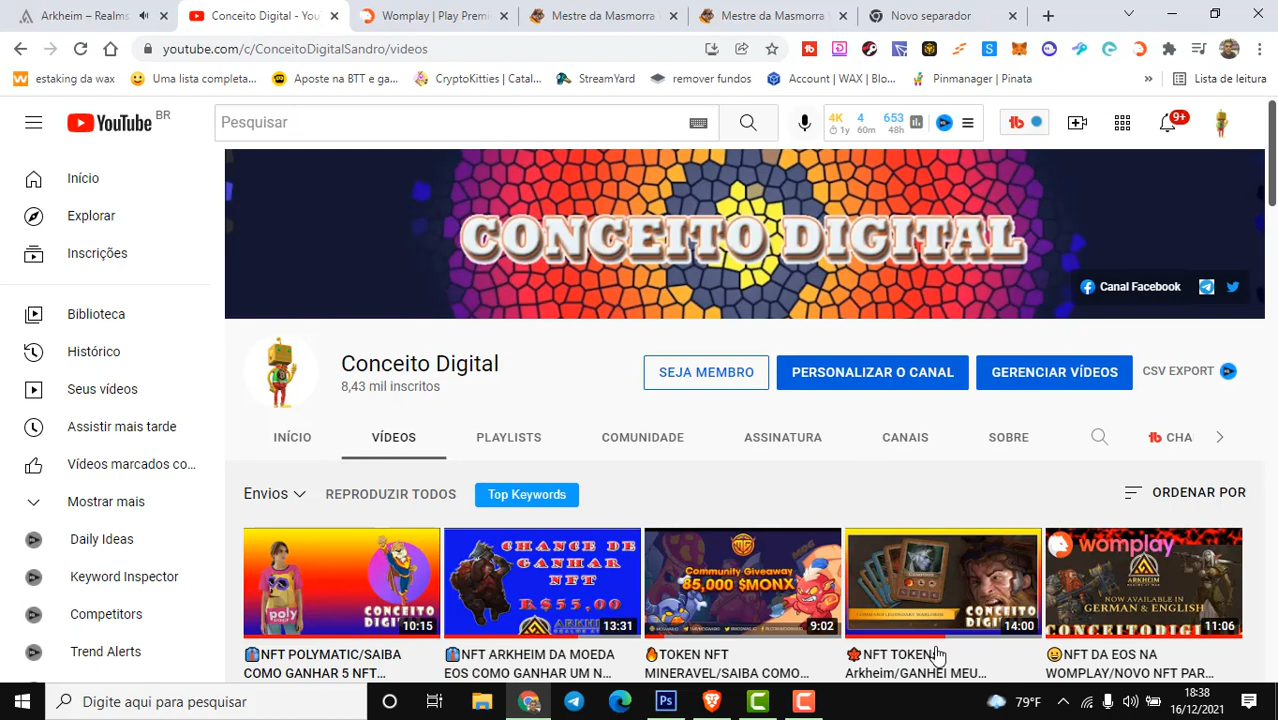 Arkheim – Realms
Conceito Digital - You
Womplay | Play Premi
Mestre da Masmorra
Mestre da Masmorra
Novo separador
youtube.com/c/ConceitoDigitalSandro/videos
estaking da wax
Uma lista completa...
Aposte na BTT e ga...
CryptoKitties | Catal...
StreamYard
remover fundos
Account | WAX | Blo...
Pinmanager | Pinata
»
Lista de leitura
YouTube BR
Pesquisar
4K
1y
4
60m
653
48h
9+
Início
Explorar
Inscrições
Biblioteca
Histórico
Seus vídeos
Assistir mais tarde
Vídeos marcados co...
Mostrar mais
Daily Ideas
Keyword Inspector
Competitors
Trend Alerts
CONCEITO DIGITAL
Canal Facebook
Conceito Digital
8,43 mil inscritos
SEJA MEMBRO
PERSONALIZAR O CANAL
GERENCIAR VÍDEOS
CSV EXPORT
INÍCIO
VÍDEOS
PLAYLISTS
COMUNIDADE
ASSINATURA
CANAIS
SOBRE
CHA
Envios
REPRODUZIR TODOS
Top Keywords
ORDENAR POR
poly
CONCEITO
10:15
NFT POLYMATIC/SAIBA
COMO GANHAR 5 NFT...
CHANCE DE
GANHAR
NFT
R$55,00
13:31
NFT ARKHEIM DA MOEDA
EOS COMO GANHAR UM N...
Community Giveaway
85,000 $MONX
9:02
TOKEN NFT
MINERAVEL/SAIBA COMO...
CONCEITO
14:00
NFT TOKEN
Arkheim/GANHEI MEU...
womplay
ARKHEIM
NOW AVAILABLE IN
GERMAN & ENGLISH
CONCEITODIGIT
11:06
NFT DA EOS NA
WOMPLAY/NOVO NFT PAR...
Digite aqui para pesquisar
Ps
79°F
18:38
16/12/2021